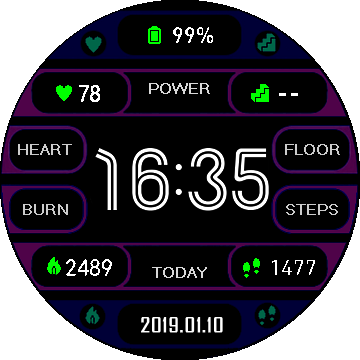 99%
POWER
78
--
HEART
FLOOR
16:35
BURN
STEPS
2489
TODAY
1477
2019.01.10